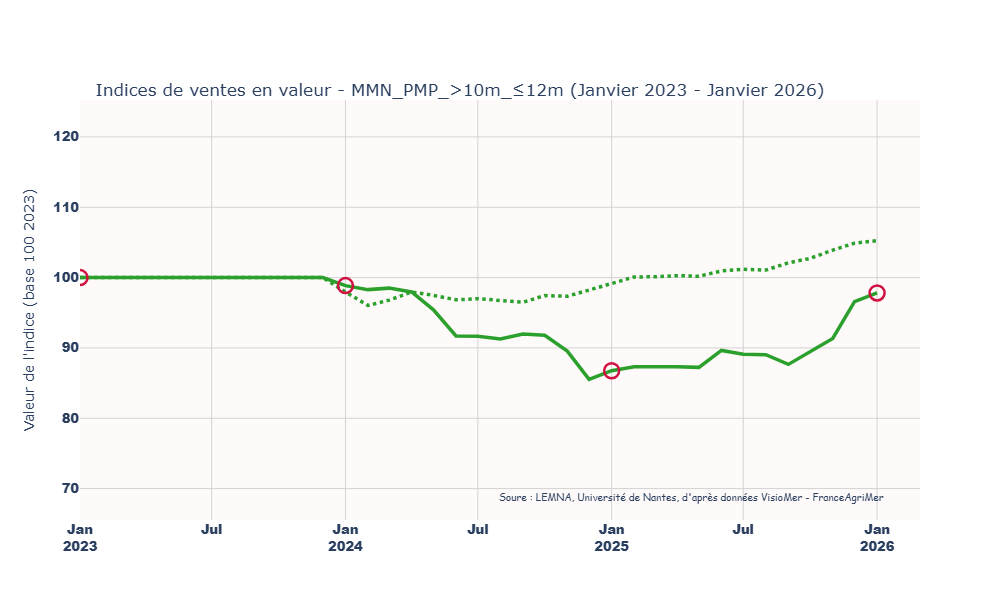 Indices de ventes en valeur - MMN_PMP_>10m_≤12m (Janvier 2023 - Janvier 2026)
Valeur de l'indice (base 100 2023)
120
110
100
90
80
70
Soure : LEMNA, Université de Nantes, d'après données VisioMer - FranceAgriMer
Jan
2023
Jul
Jan
2024
Jul
Jan
2025
Jul
Jan
2026